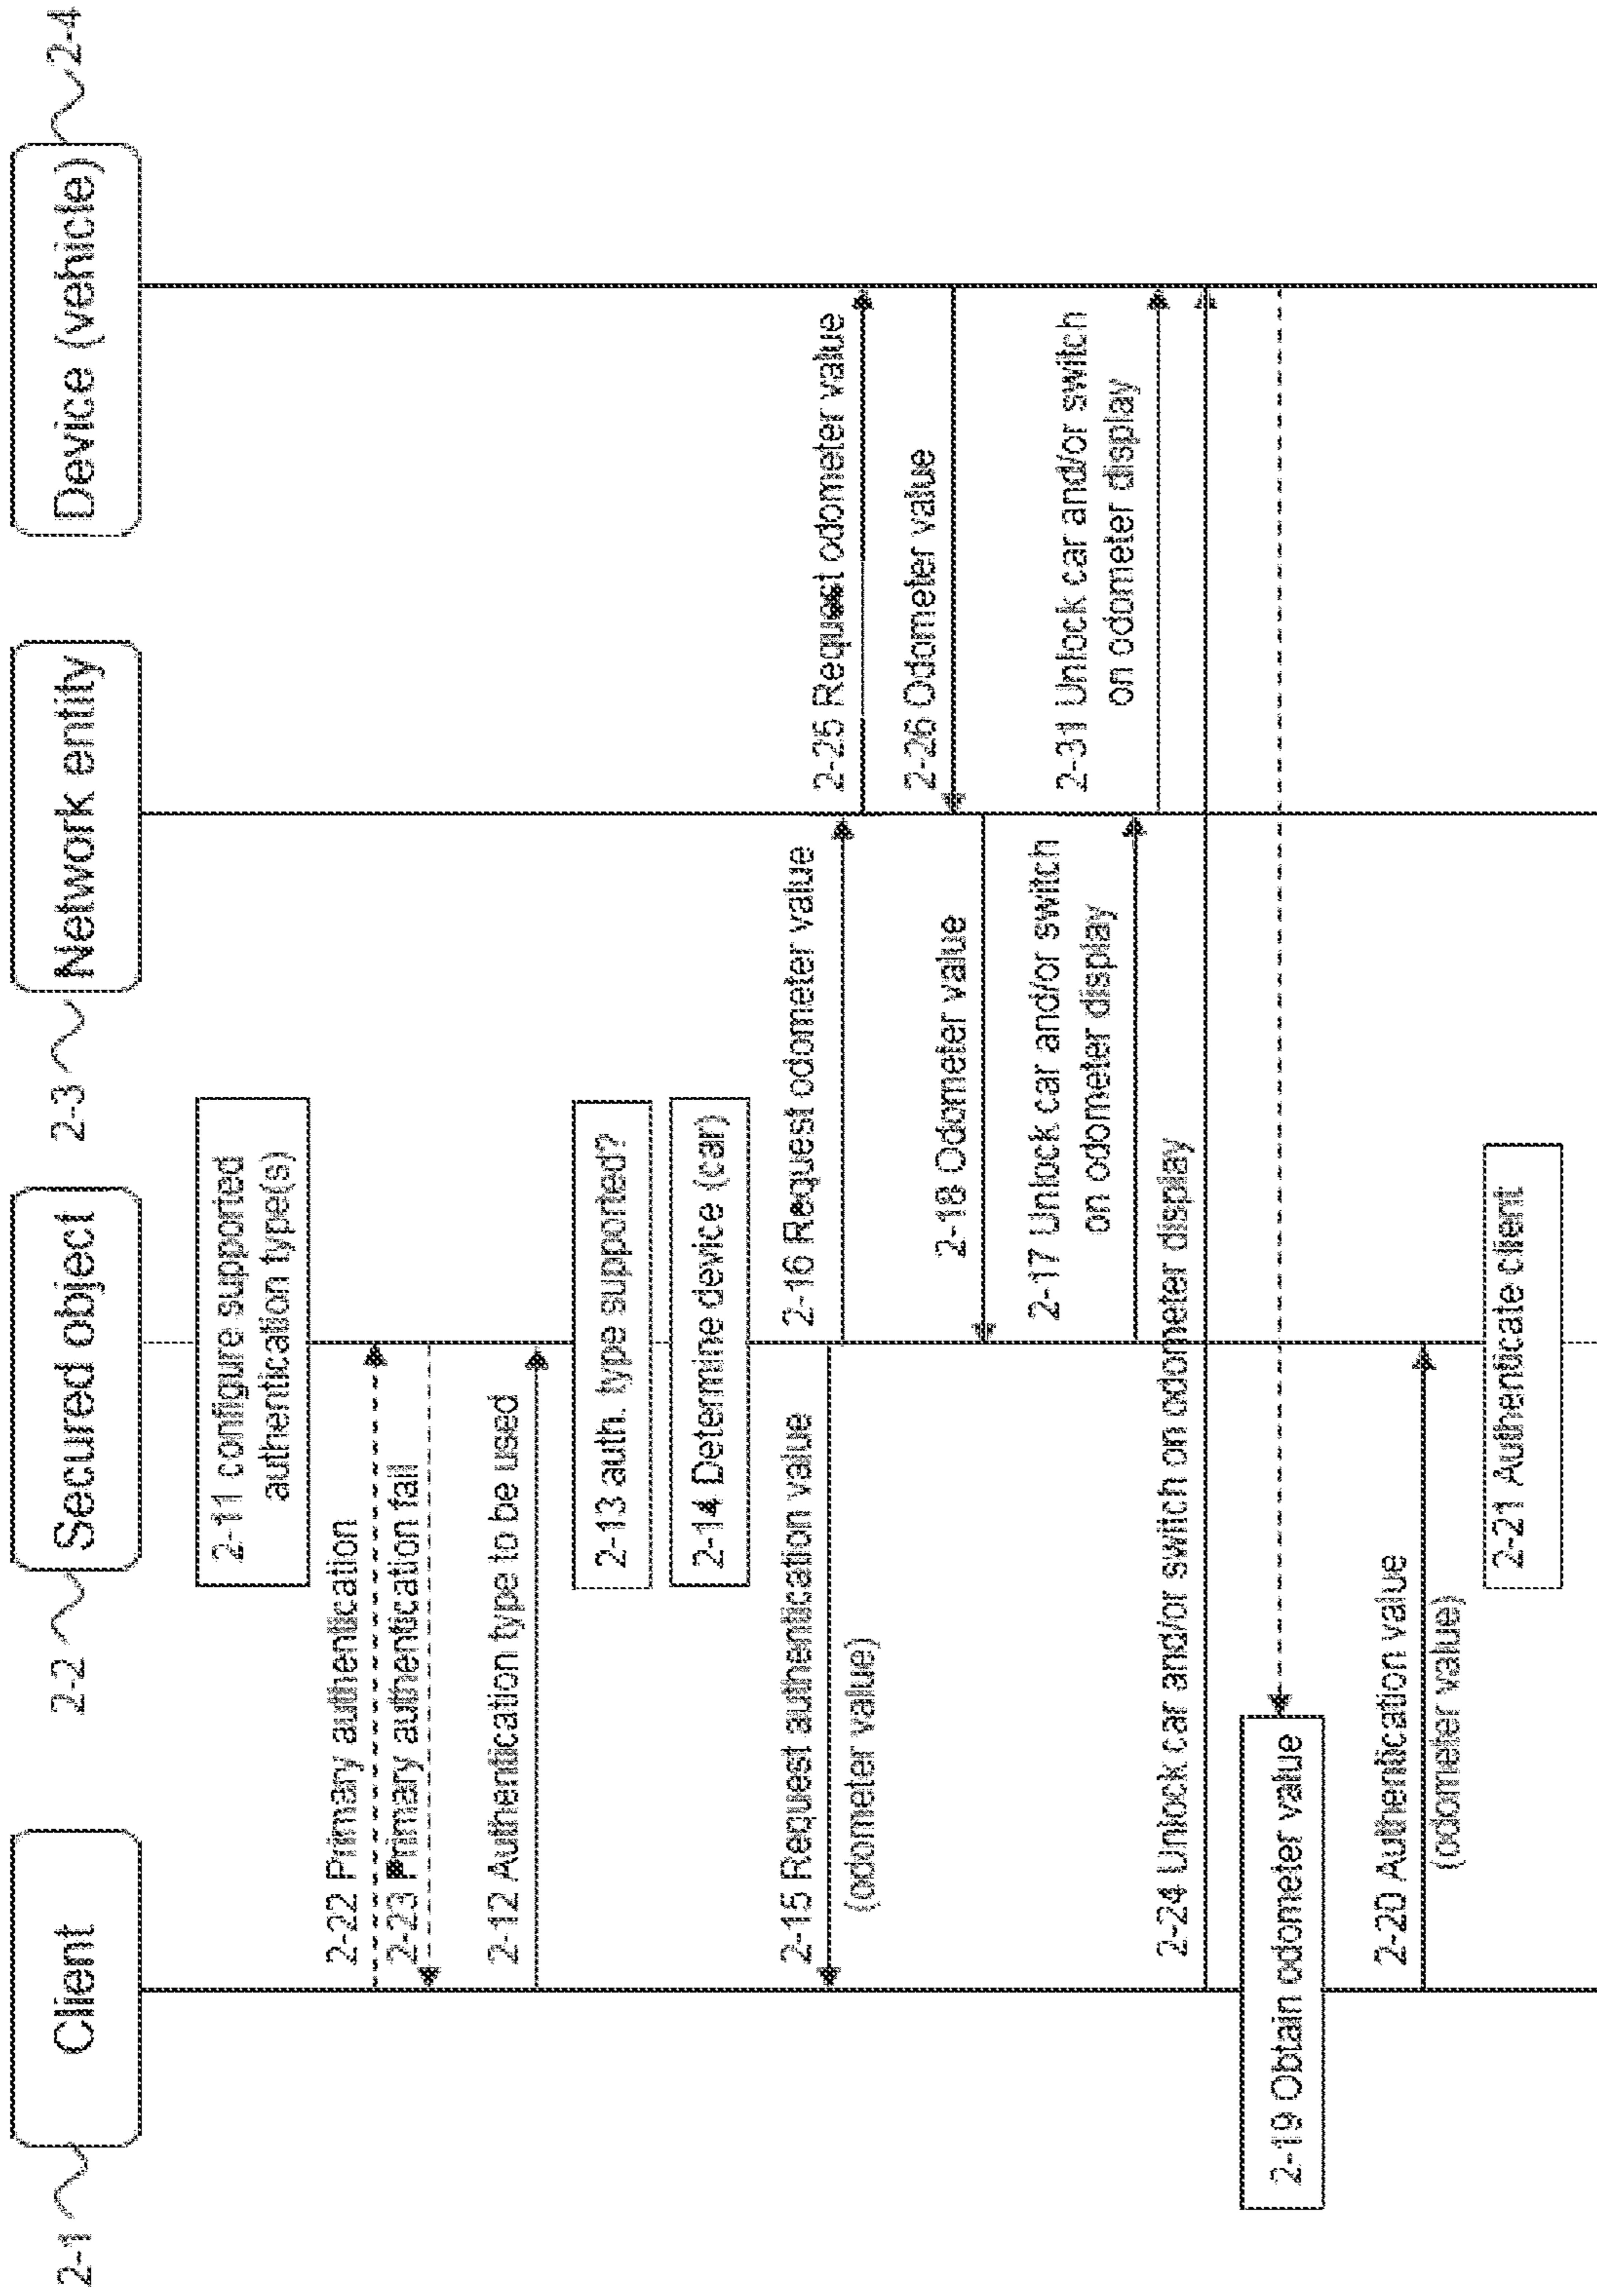 2-1
Client
2-2
Secured object
2-3
Network entity
Device (vehicle)
2-4
2-11 configure supported
authentication type(s)
2-22 Primary authentication
2-23 Primary authentication fail
2-12 Authentication type to be used
2-13 auth. type supported?
2-14 Determine device (car)
2-15 Request authentication value
(odometer value)
2-16 Request odometer value
2-25 Request odometer value
2-26 Odometer value
2-18 Odometer value
2-17 Unlock car and/or switch
on odometer display
2-31 Unlock car and/or switch
on odometer display
2-24 Unlock car and/or switch on odometer display
2-19 Obtain odometer value
2-20 Authentication value
(odometer value)
2-21 Authenticate client